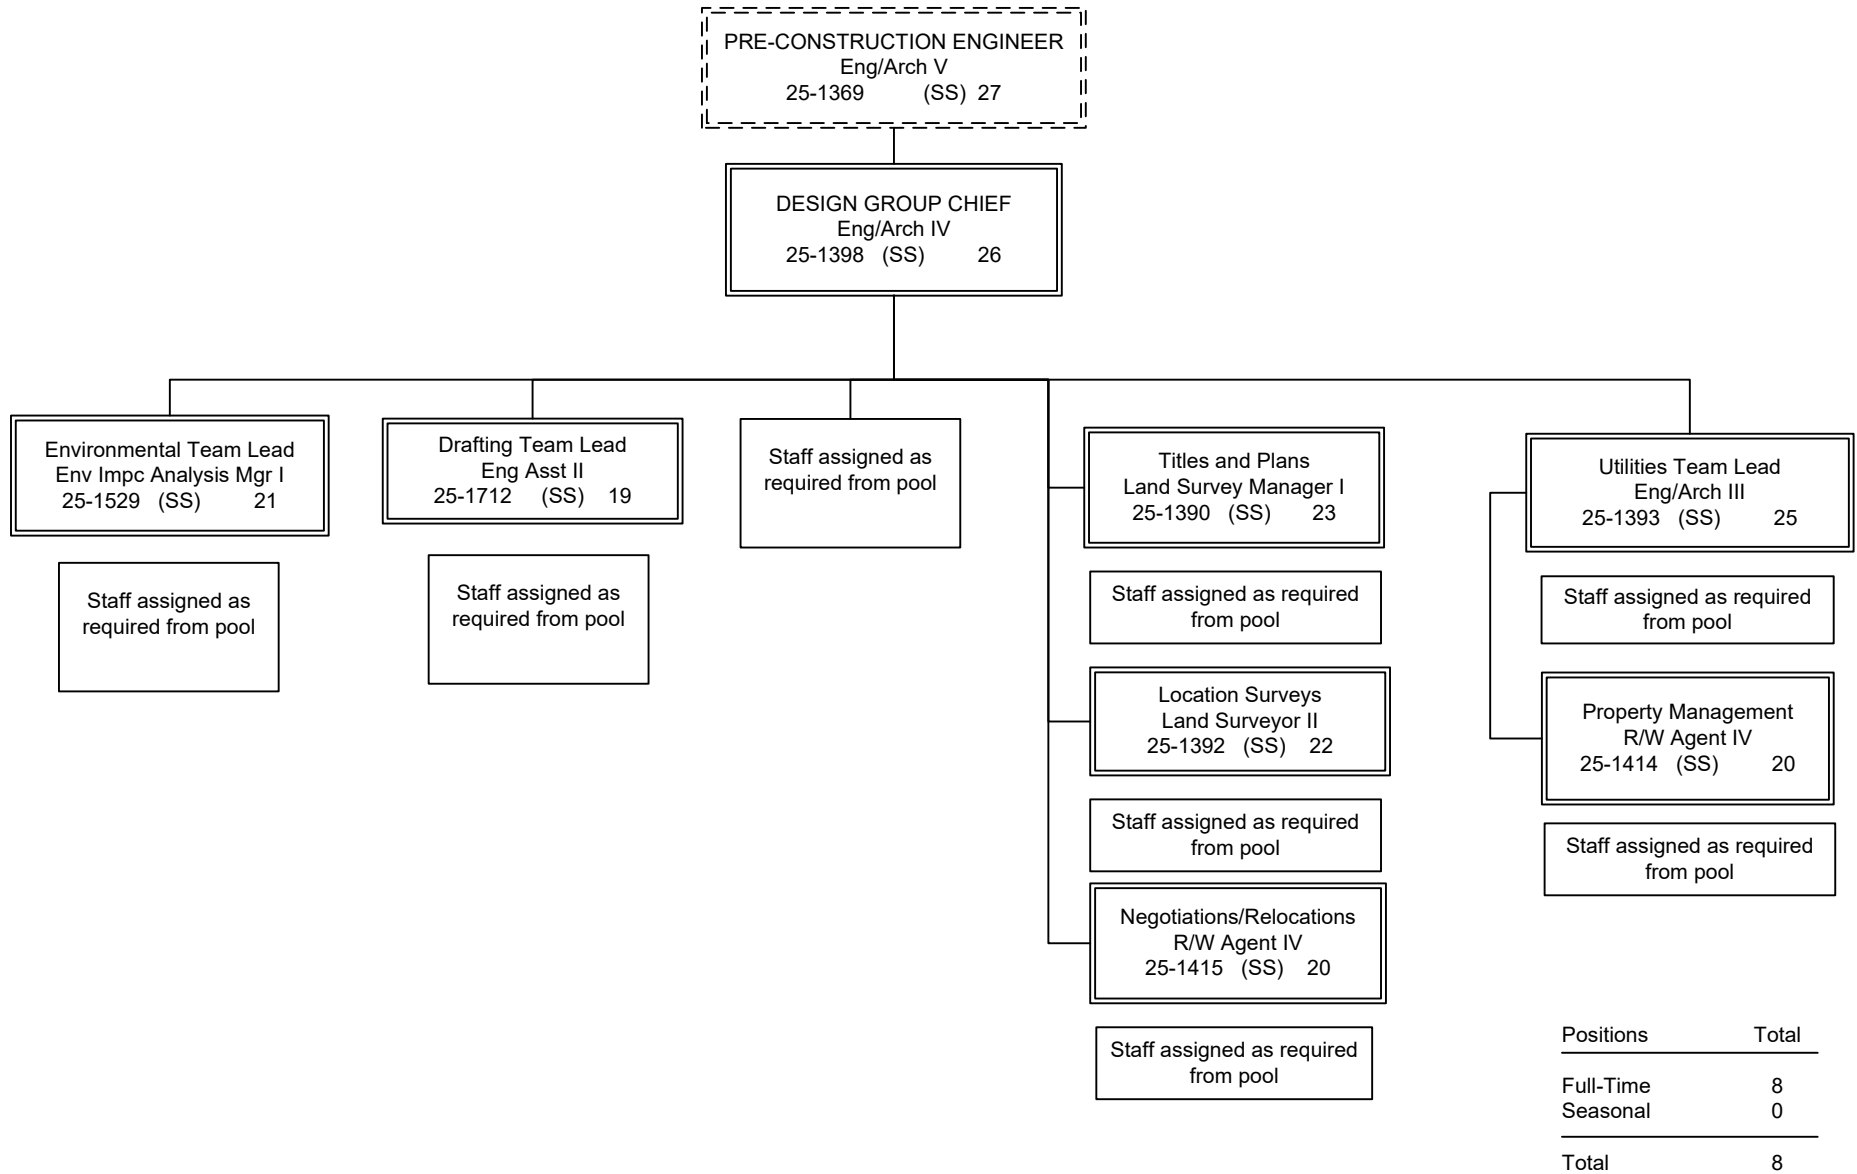 PRE-CONSTRUCTION ENGINEER
Eng/Arch V
25-1369 (SS) 27
DESIGN GROUP CHIEF
Eng/Arch IV
25-1398 (SS) 26
Environmental Team Lead
Env Impc Analysis Mgr I
25-1529 (SS) 21
Staff assigned as
required from pool
Drafting Team Lead
Eng Asst II
25-1712 (SS) 19
Staff assigned as
required from pool
Staff assigned as
required from pool
Titles and Plans
Land Survey Manager I
25-1390 (SS) 23
Staff assigned as required
from pool
Location Surveys
Land Surveyor II
25-1392 (SS) 22
Staff assigned as required
from pool
Negotiations/Relocations
R/W Agent IV
25-1415 (SS) 20
Staff assigned as required
from pool
Utilities Team Lead
Eng/Arch III
25-1393 (SS) 25
Staff assigned as required
from pool
Property Management
R/W Agent IV
25-1414 (SS) 20
Staff assigned as required
from pool
Positions Total
Full-Time 8
Seasonal 0
Total 8